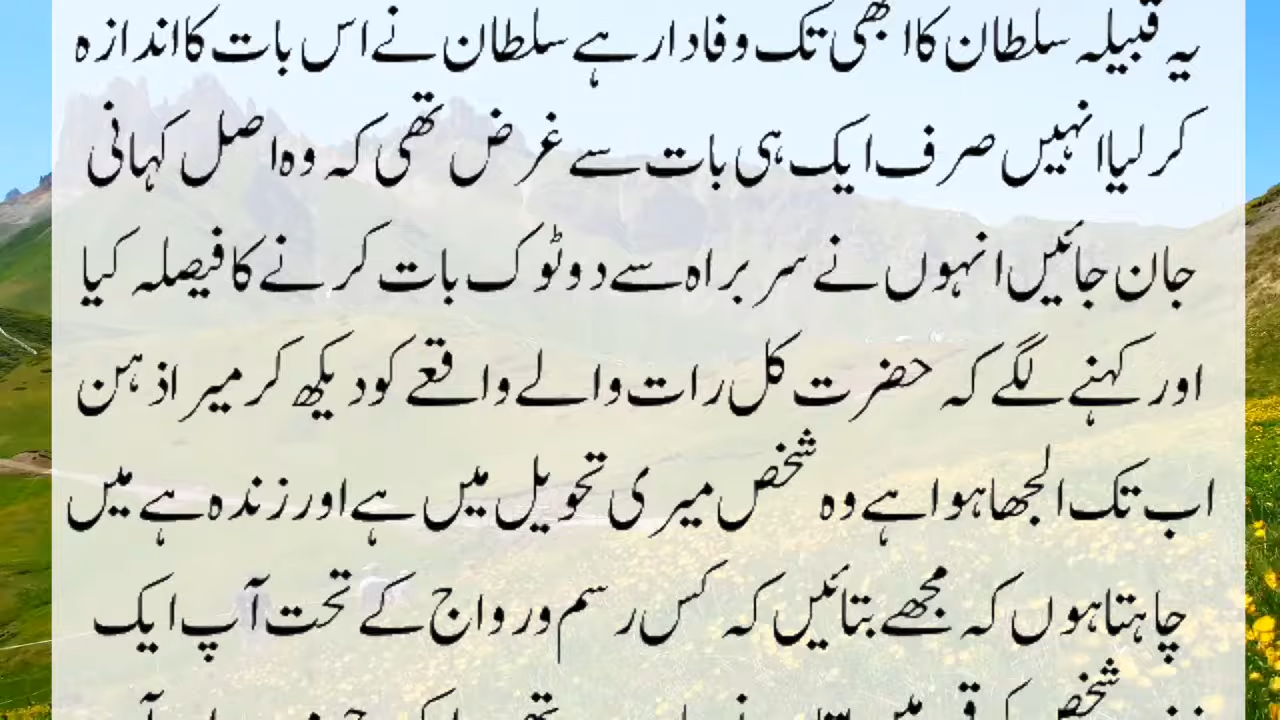 یہ قبیلہ سلطان کا ابھی تک وفادار ہے سلطان نے اس بات کا اندازہ
کر لیا انہیں صرف ایک ہی بات سے غرض تھی کہ وہ اصل کہانی
جان جائیں انہوں نے سربراہ سے دو ٹوک بات کرنے کا فیصلہ کیا
اور کہنے لگے کہ حضرت کل رات والے واقعے کو دیکھ کر میرا ذہن
اب تک الجھا ہوا ہے وہ شخص میری تحویل میں ہے اور زندہ ہے میں
چاہتا ہوں کہ مجھے بتائیں کہ کس رسم و رواج کے تحت آپ ایک
شخص